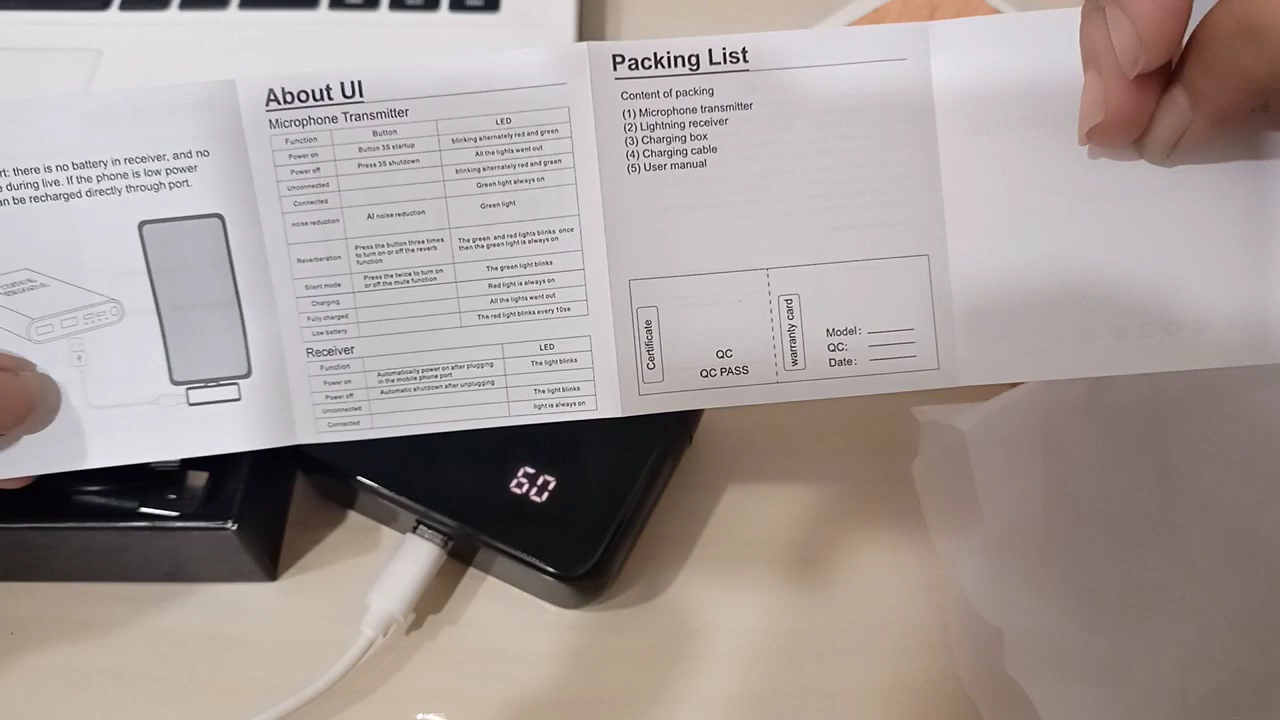 rt: there is no battery in receiver, and no
during live. If the phone is low power
an be recharged directly through port.
About UI
Microphone Transmitter
Function Button LED
Power on Button 3S startup blinking alternately red and green
Power off Press 3S shutdown All the lights went out
Unconnected blinking alternately red and green
Connected Green light always on
noise reduction AI noise reduction Green light
Reverberation Press the button three times
to turn on or off the reverb
function
The green and red lights blinks once
then the green light is always on
Silent mode Press the twice to turn on
or off the mute function
The green light blinks
Charging Red light is always on
Fully charged All the lights went out
Low battery The red light blinks every 10se
Receiver
Function LED
Power on Automatically power on after plugging
in the mobile phone port
The light blinks
Power off Automatic shutdown after unplugging
Unconnected The light blinks
Connected light is always on
Packing List
Content of packing
(1) Microphone transmitter
(2) Lightning receiver
(3) Charging box
(4) Charging cable
(5) User manual
Certificate
QC
QC PASS
warranty card
Model:
QC:
Date:
60